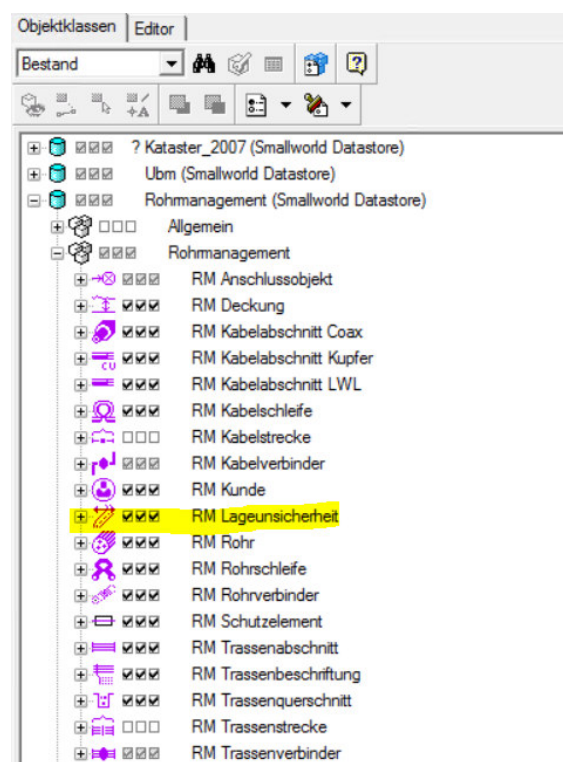 Objektklassen Editor
Bestand
? Kataster_2007 (Smallworld Datastore)
Ubm (Smallworld Datastore)
Rohrmanagement (Smallworld Datastore)
Allgemein
Rohrmanagement
RM Anschlussobjekt
RM Deckung
RM Kabelabschnitt Coax
CU RM Kabelabschnitt Kupfer
RM Kabelabschnitt LWL
RM Kabelschleife
RM Kabelstrecke
RM Kabelverbinder
RM Kunde
RM Lageunsicherheit
RM Rohr
RM Rohrschleife
RM Rohrverbinder
RM Schutzelement
RM Trassenabschnitt
RM Trassenbeschriftung
RM Trassenquerschnitt
RM Trassenstrecke
RM Trassenverbinder